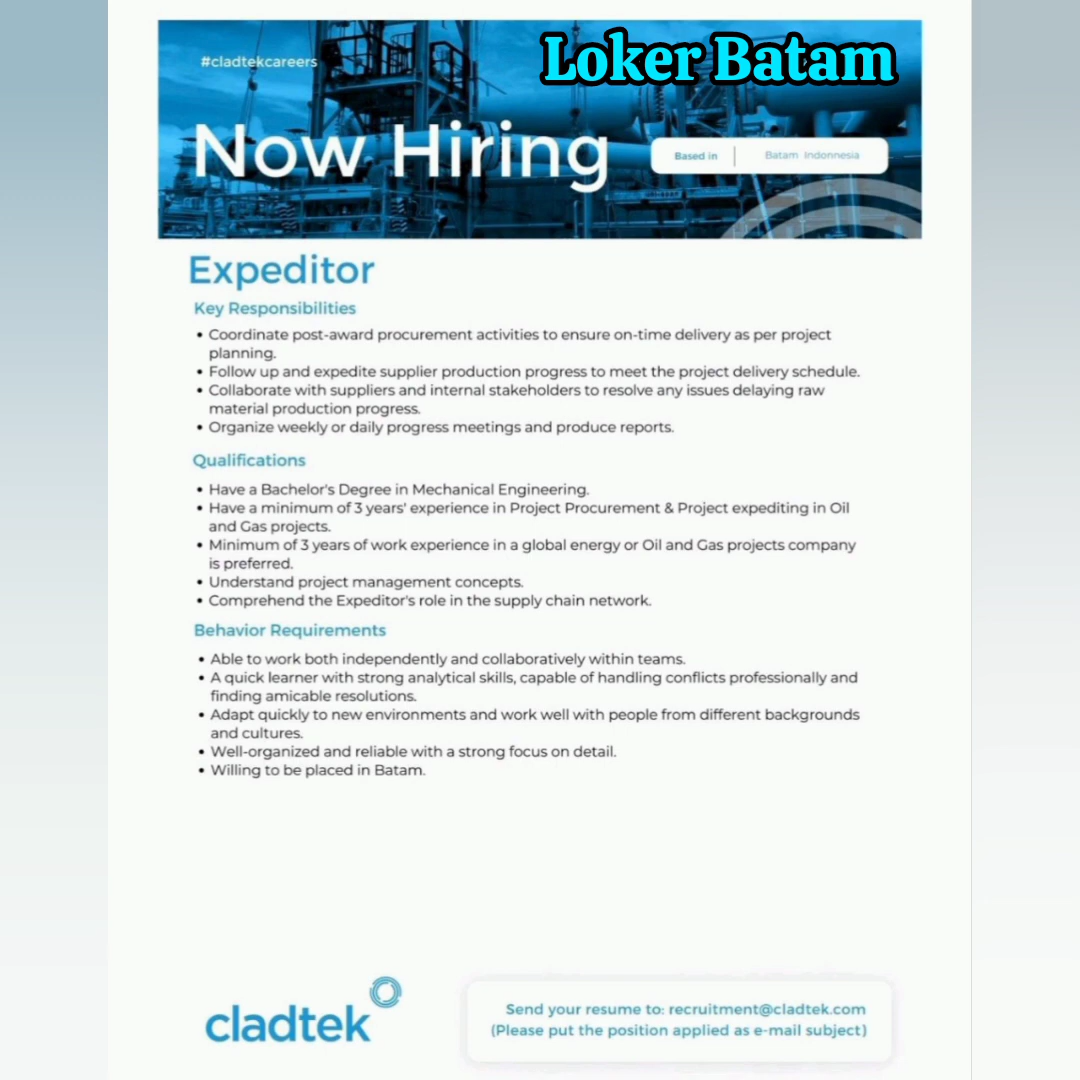 #cladtekcareers
Loker Batam
Now Hiring
Based in | Batam Indonnesia
Expeditor
Key Responsibilities
• Coordinate post-award procurement activities to ensure on-time delivery as per project
planning.
• Follow up and expedite supplier production progress to meet the project delivery schedule.
• Collaborate with suppliers and internal stakeholders to resolve any issues delaying raw
material production progress.
• Organize weekly or daily progress meetings and produce reports.
Qualifications
• Have a Bachelor's Degree in Mechanical Engineering.
• Have a minimum of 3 years' experience in Project Procurement & Project expediting in Oil
and Gas projects.
• Minimum of 3 years of work experience in a global energy or Oil and Gas projects company
is preferred.
• Understand project management concepts.
• Comprehend the Expeditor's role in the supply chain network.
Behavior Requirements
• Able to work both independently and collaboratively within teams.
• A quick learner with strong analytical skills, capable of handling conflicts professionally and
finding amicable resolutions.
• Adapt quickly to new environments and work well with people from different backgrounds
and cultures.
• Well-organized and reliable with a strong focus on detail.
• Willing to be placed in Batam.
cladtek
Send your resume to: recruitment@cladtek.com
(Please put the position applied as e-mail subject)